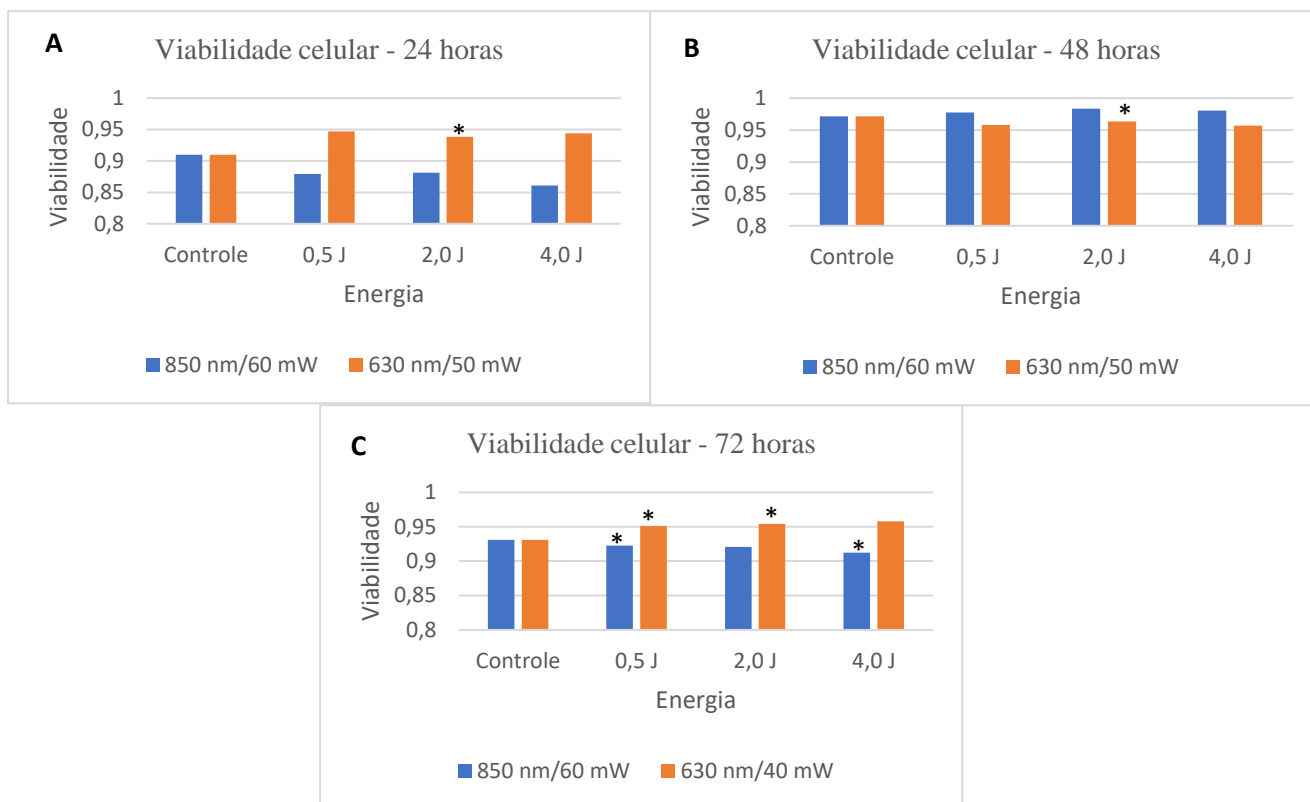 A
Viabilidade celular - 24 horas
Viabilidade
1
0,95
0,9
0,85
0,8
*
Controle 0,5 J 2,0 J 4,0 J
Energia
850 nm/60 mW 630 nm/50 mW
B
Viabilidade celular - 48 horas
Viabilidade
1
0,95
0,9
0,85
0,8
*
Controle 0,5 J 2,0 J 4,0 J
Energia
850 nm/60 mW 630 nm/50 mW
C
Viabilidade celular - 72 horas
Viabilidade
1
0,95
0,9
0,85
0,8
* * * *
Controle 0,5 J 2,0 J 4,0 J
Energia
850 nm/60 mW 630 nm/40 mW